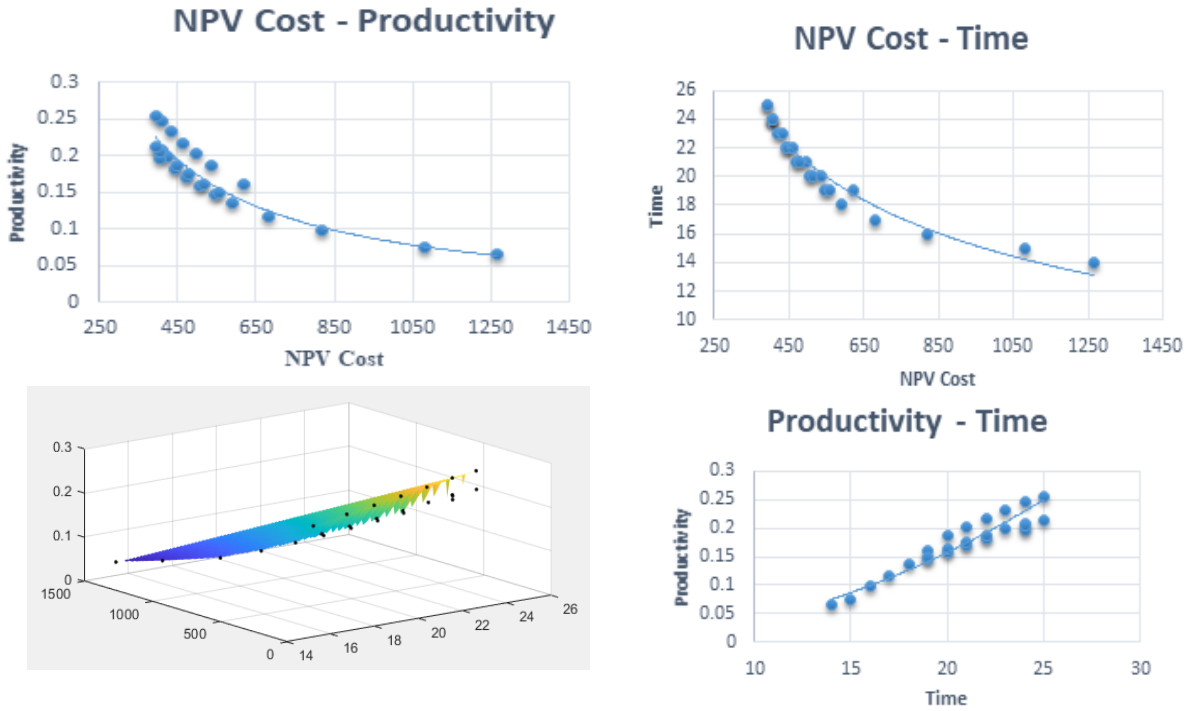 NPV Cost - Productivity
0.3
0.25
0.2
0.15
0.1
0.05
0
Productivity
250 450 650 850 1050 1250 1450
NPV Cost
NPV Cost - Time
26
24
22
20
18
16
14
12
10
Time
250 450 650 850 1050 1250 1450
NPV Cost
0.3
0.2
0.1
0
1500
1000
500
0
14 16 18 20 22 24 26
Productivity - Time
0.3
0.25
0.2
0.15
0.1
0.05
0
Productivity
10 15 20 25 30
Time